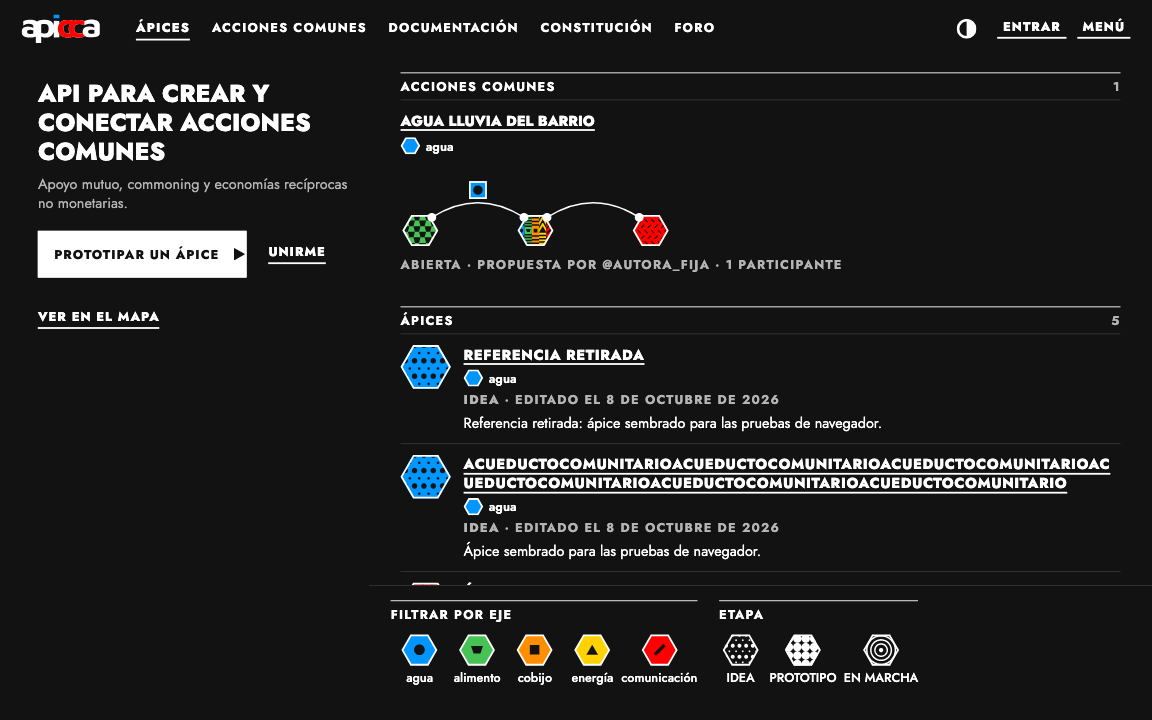 apicca
ÁPICES
ACCIONES COMUNES
DOCUMENTACIÓN
CONSTITUCIÓN
FORO
ENTRAR
MENÚ
API PARA CREAR Y
CONECTAR ACCIONES
COMUNES
Apoyo mutuo, commoning y economías recíprocas
no monetarias.
PROTOTIPAR UN ÁPICE
UNIRME
VER EN EL MAPA
ACCIONES COMUNES 1
AGUA LLUVIA DEL BARRIO
agua
ABIERTA · PROPUESTA POR @AUTORA_FIJA · 1 PARTICIPANTE
ÁPICES 5
REFERENCIA RETIRADA
agua
IDEA · EDITADO EL 8 DE OCTUBRE DE 2026
Referencia retirada: ápice sembrado para las pruebas de navegador.
ACUEDUCTOCOMUNITARIOACUEDUCTOCOMUNITARIOACUEDUCTOCOMUNITARIOAC
UEDUCTOCOMUNITARIOACUEDUCTOCOMUNITARIOACUEDUCTOCOMUNITARIO
agua
IDEA · EDITADO EL 8 DE OCTUBRE DE 2026
Ápice sembrado para las pruebas de navegador.
FILTRAR POR EJE
agua
alimento
cobijo
energía
comunicación
ETAPA
IDEA
PROTOTIPO
EN MARCHA